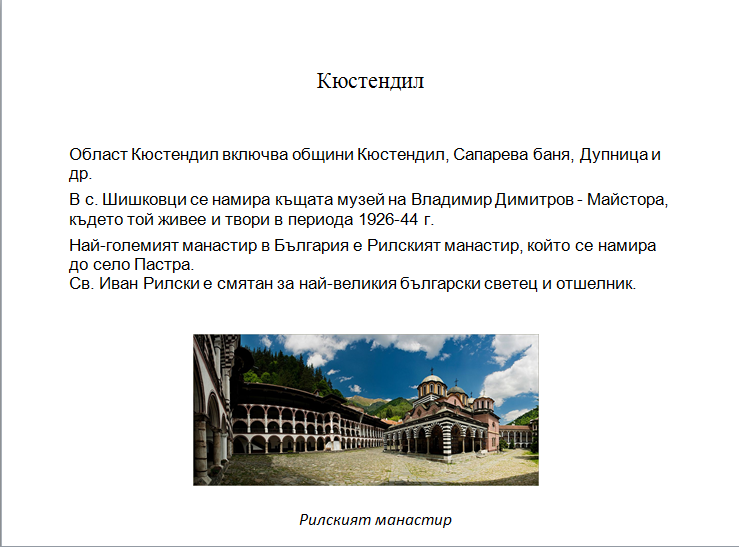 Кюстендил
Област Кюстендил включва общини Кюстендил, Сапарева баня, Дупница и
др.
В с. Шишковци се намира къщата музей на Владимир Димитров - Майстора,
където той живее и твори в периода 1926-44 г.
Най-големият манастир в България е Рилският манастир, който се намира
до село Пастра.
Св. Иван Рилски е смятан за най-великия български светец и отшелник.
Рилският манастир